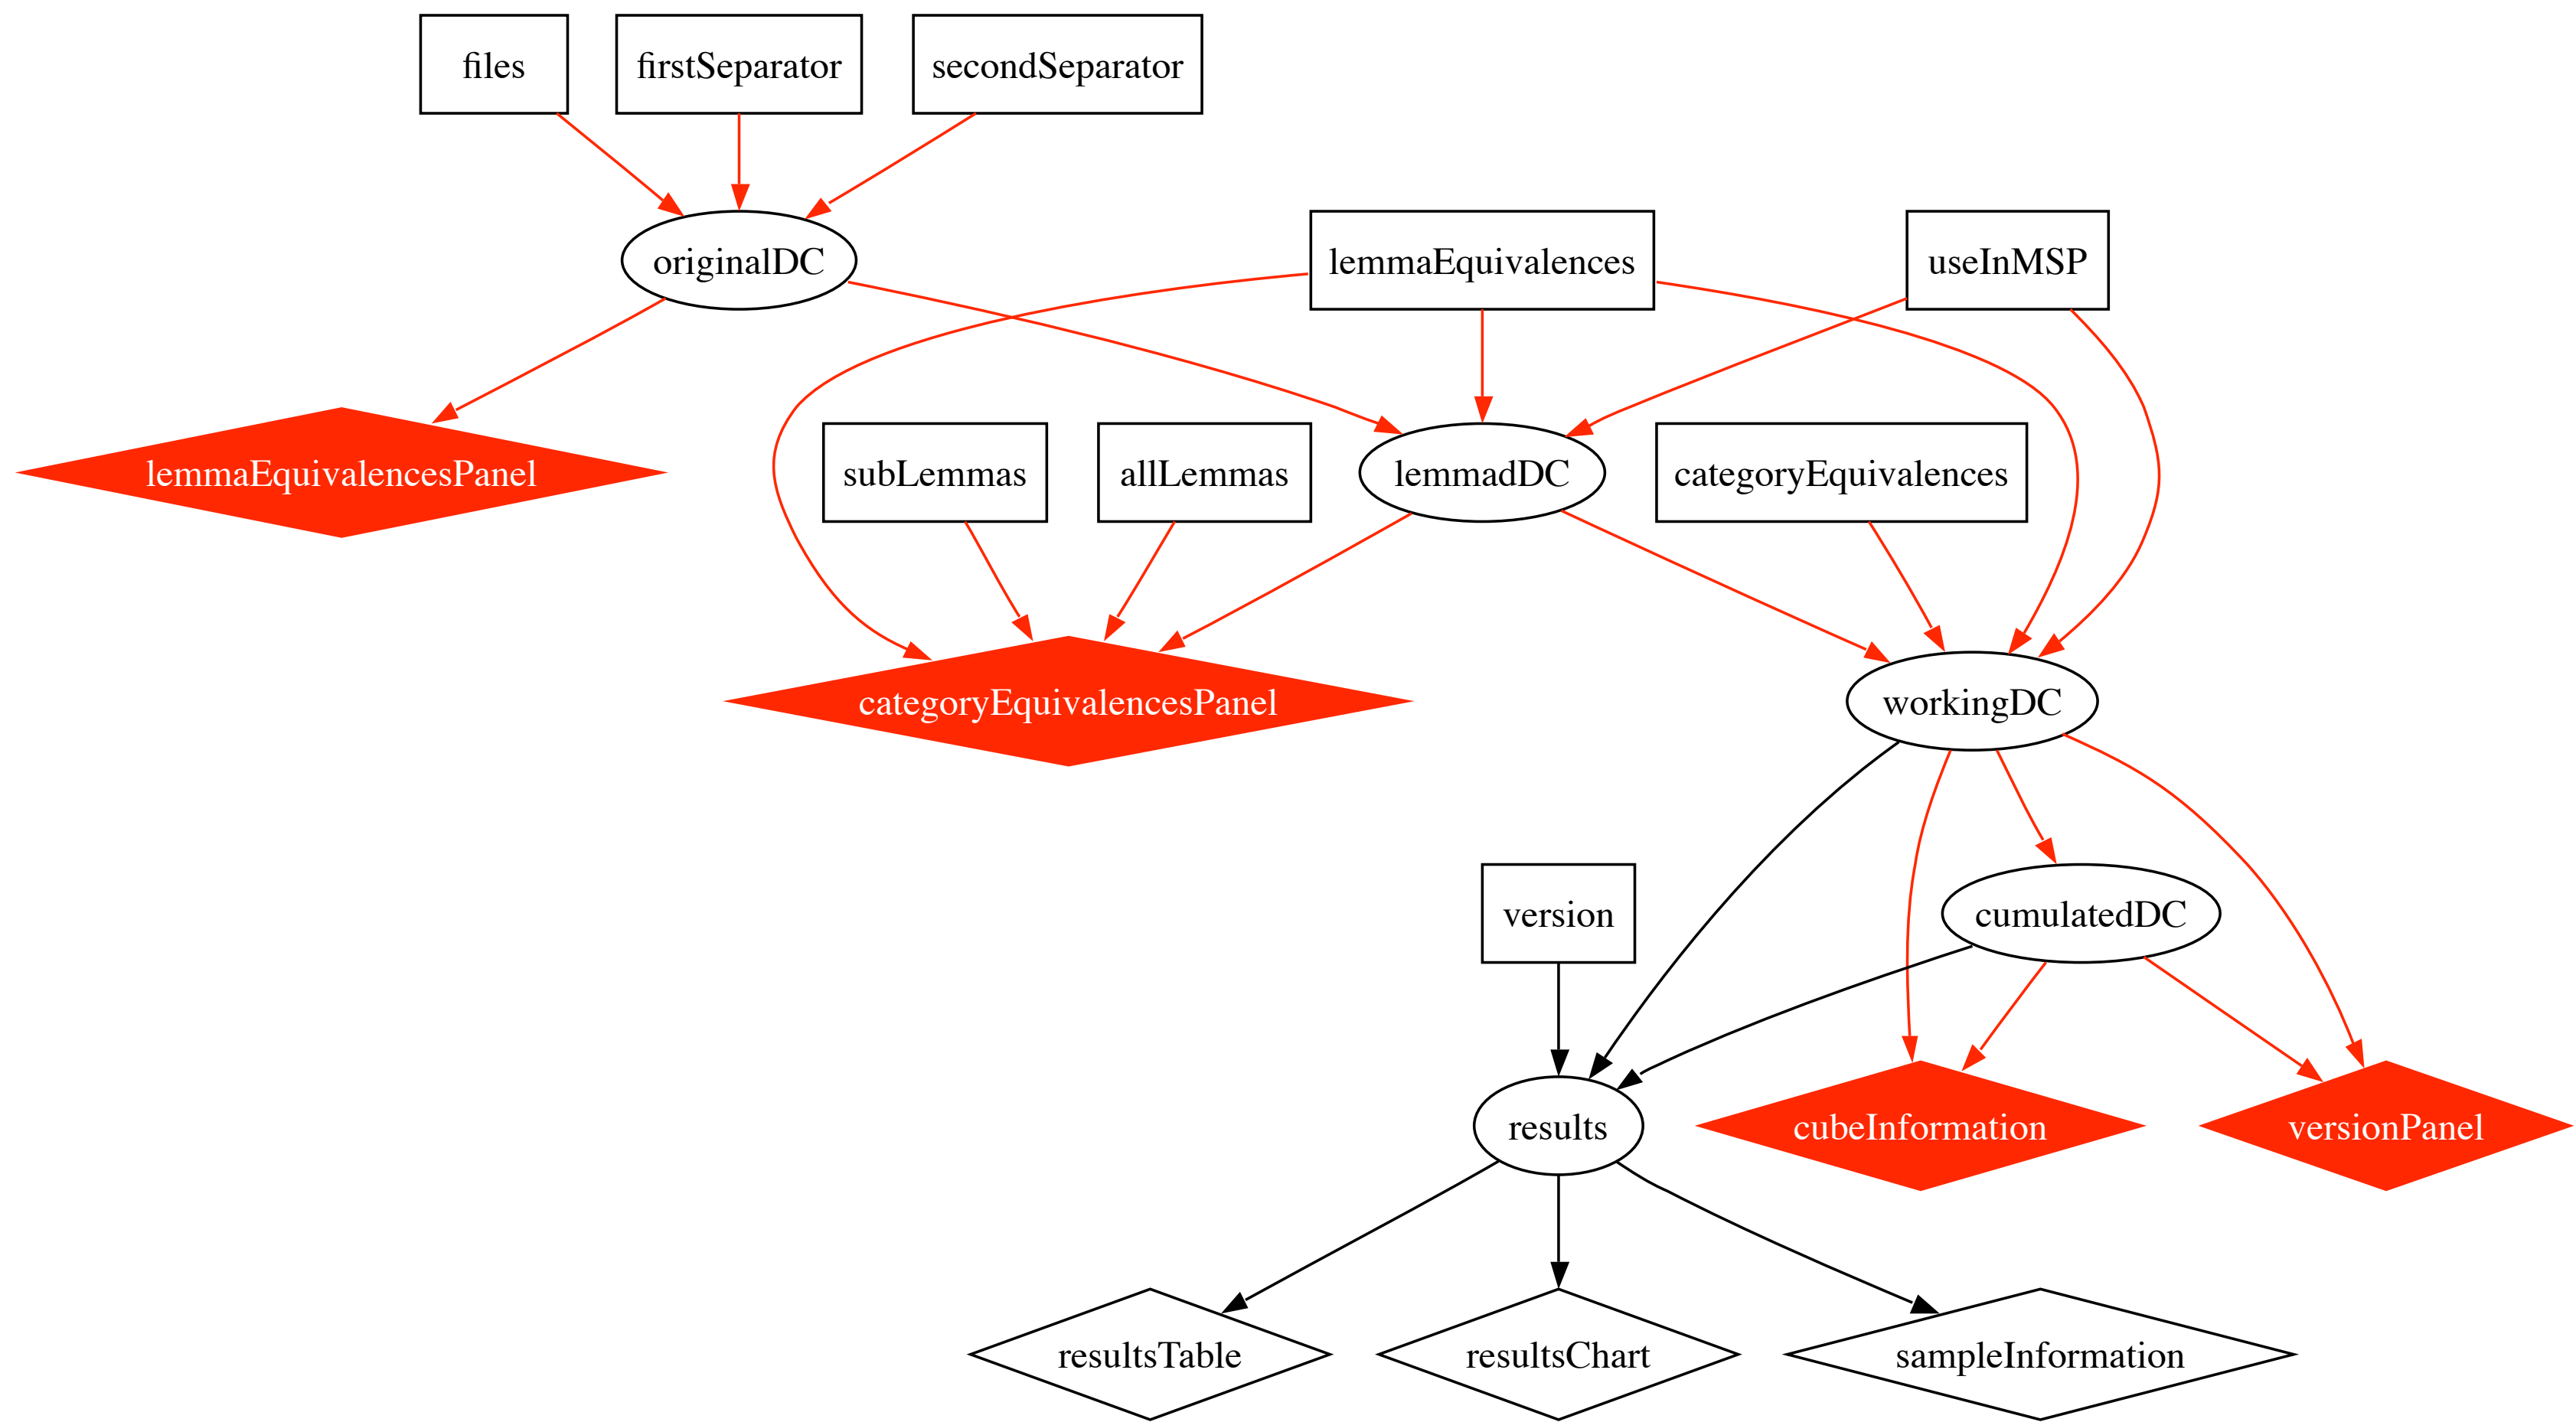 files
firstSeparator
secondSeparator
originalDC
lemmaEquivalences
useInMSP
lemmaEquivalencesPanel
subLemmas
allLemmas
lemmadDC
categoryEquivalences
categoryEquivalencesPanel
workingDC
version
cumulatedDC
results
cubeInformation
versionPanel
resultsTable
resultsChart
sampleInformation